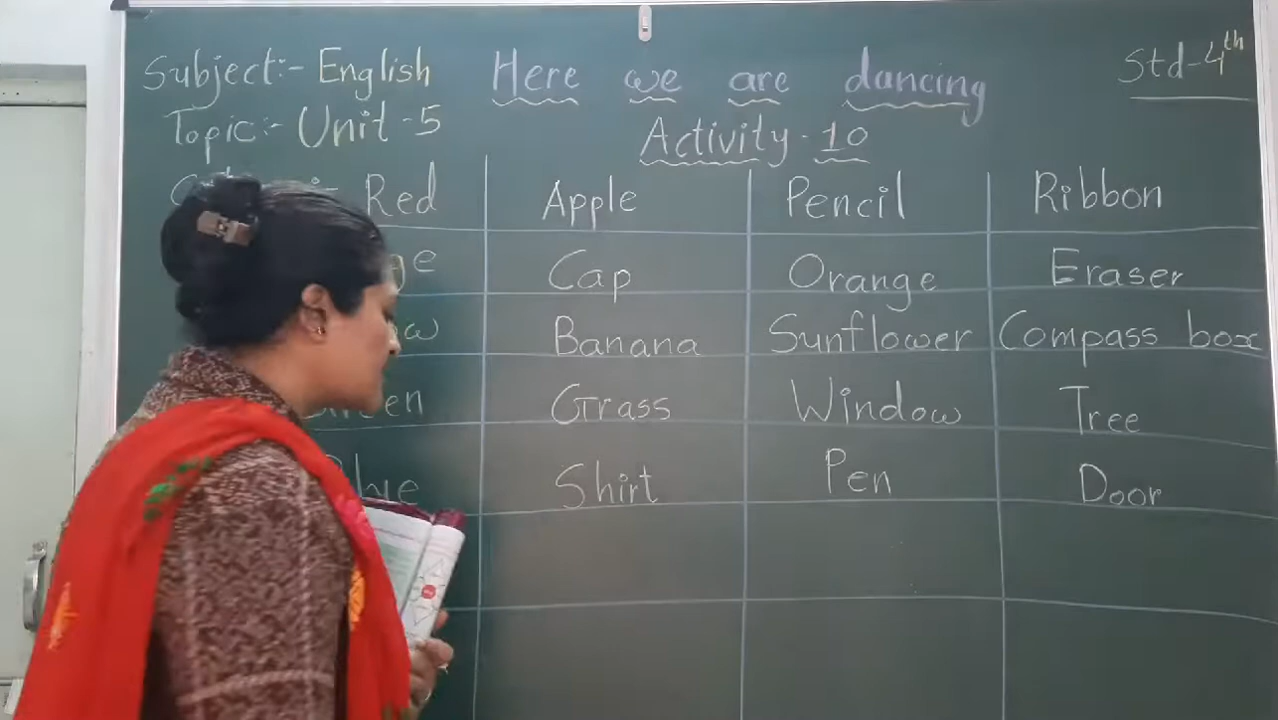 Subject:- English Here we are dancing Std-4th
Topic:- Unit-5 Activity-10
Red Apple Pencil Ribbon
Cap Orange Eraser
Banana Sunflower Compass box
Grass Window Tree
Shirt Pen Door